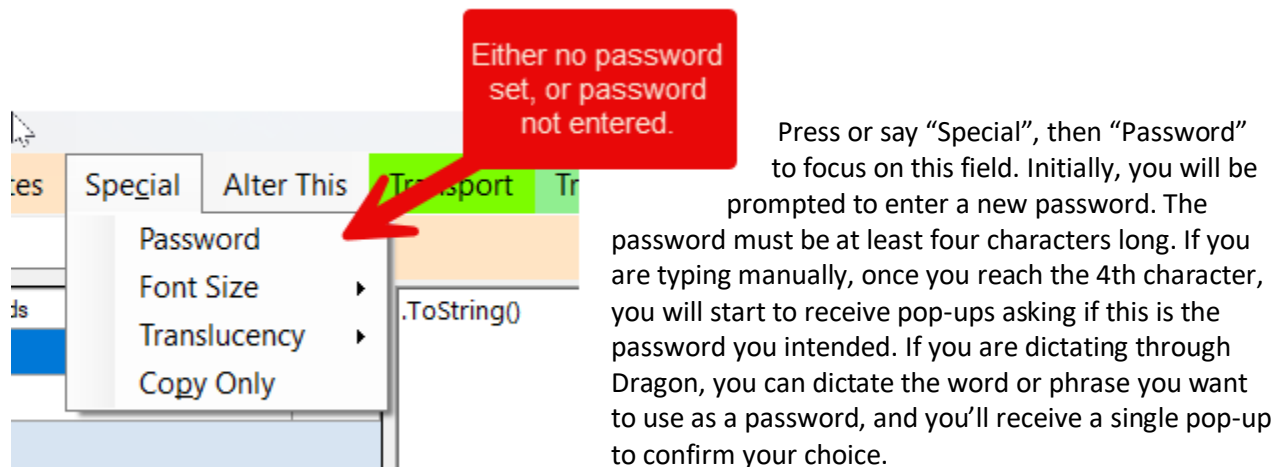 Either no password
set, or password
not entered.
Press or say “Special”, then “Password”
to focus on this field. Initially, you will be
prompted to enter a new password. The
password must be at least four characters long. If you
are typing manually, once you reach the 4th character,
you will start to receive pop-ups asking if this is the
password you intended. If you are dictating through
Dragon, you can dictate the word or phrase you want
to use as a password, and you’ll receive a single pop-up
to confirm your choice.
Special Alter This Transport
Password
Font Size
Translucency
Copy Only
.ToString()